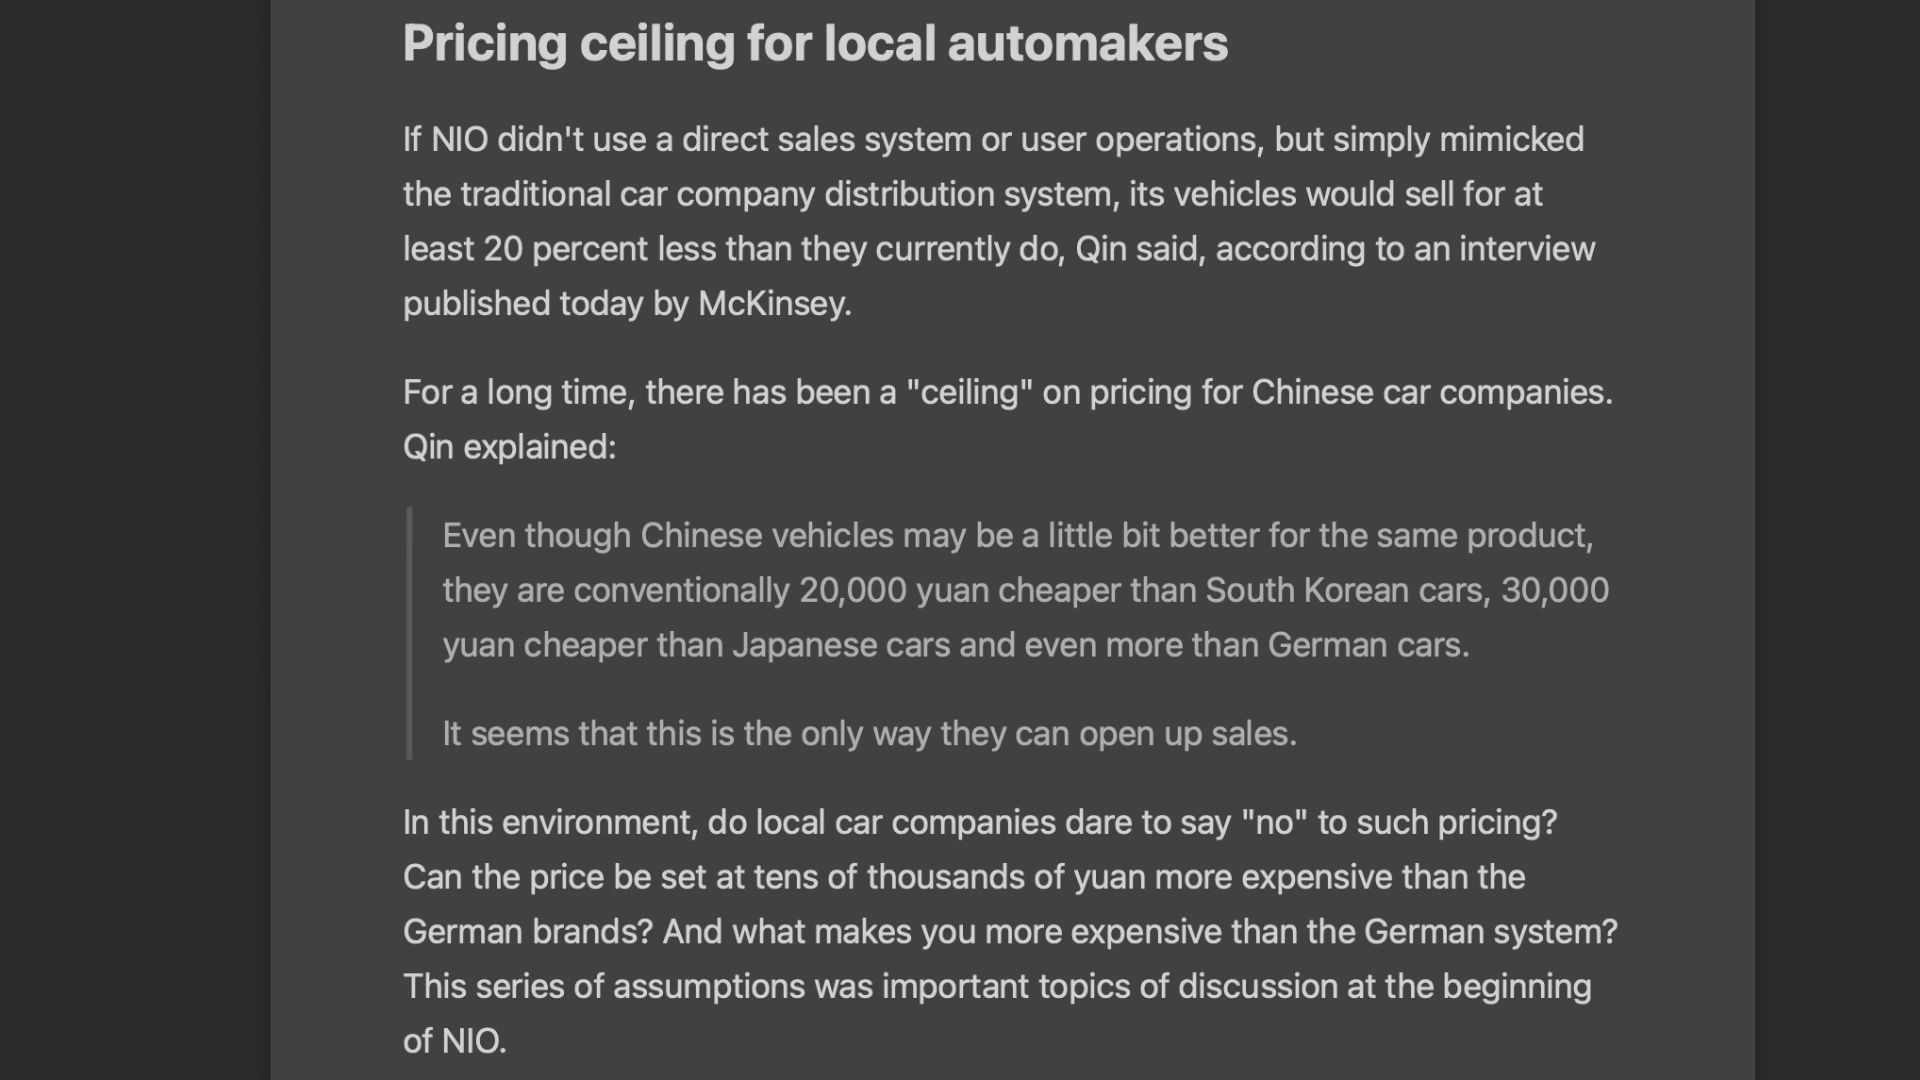 Pricing ceiling for local automakers
If NIO didn't use a direct sales system or user operations, but simply mimicked
the traditional car company distribution system, its vehicles would sell for at
least 20 percent less than they currently do, Qin said, according to an interview
published today by McKinsey.
For a long time, there has been a "ceiling" on pricing for Chinese car companies.
Qin explained:
Even though Chinese vehicles may be a little bit better for the same product,
they are conventionally 20,000 yuan cheaper than South Korean cars, 30,000
yuan cheaper than Japanese cars and even more than German cars.
It seems that this is the only way they can open up sales.
In this environment, do local car companies dare to say "no" to such pricing?
Can the price be set at tens of thousands of yuan more expensive than the
German brands? And what makes you more expensive than the German system?
This series of assumptions was important topics of discussion at the beginning
of NIO.